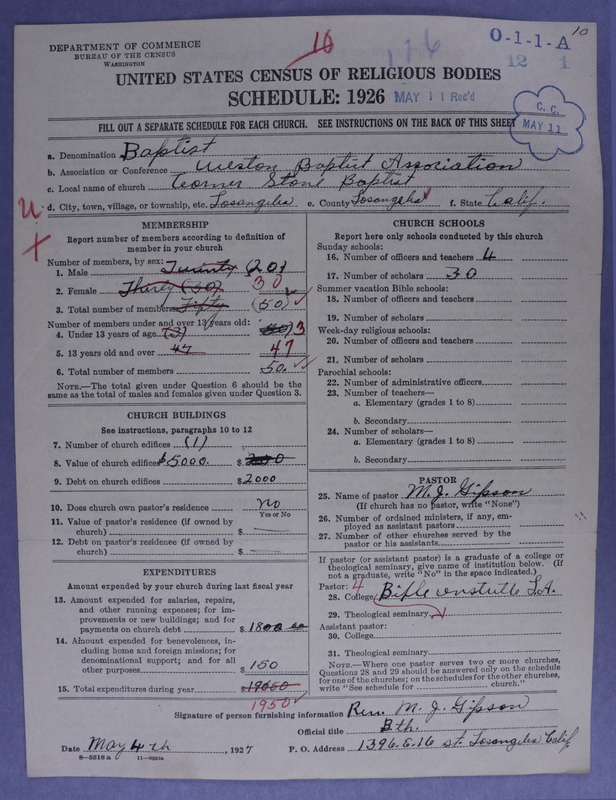 10
16
116
O-1-1-A
12 1
DEPARTMENT OF COMMERCE
BUREAU OF THE CENSUS
WASHINGTON
UNITED STATES CENSUS OF RELIGIOUS BODIES
SCHEDULE: 1926 MAY 11 Rec'd
C. C.
MAY 11
FILL OUT A SEPARATE SCHEDULE FOR EACH CHURCH. SEE INSTRUCTIONS ON THE BACK OF THIS SHEET
a. Denomination Baptist
b. Association or Conference Weston Baptist Association
c. Local name of church Corner Stone Baptist
d. City, town, village, or township, etc. Losangeles e. County Losangeles f. State Calif.
MEMBERSHIP
Report number of members according to definition of member in your church
Number of members, by sex:
1. Male Twenty (20)
2. Female Thirty (30) 30
3. Total number of members Fifty (50)
Number of members under and over 13 years old:
4. Under 13 years of age (3) 3
5. 13 years old and over 47 47
6. Total number of members 50.
NOTE.—The total given under Question 6 should be the
same as the total of males and females given under Question 3.
CHURCH BUILDINGS
See instructions, paragraphs 10 to 12
7. Number of church edifices (1)
8. Value of church edifices $5000. $
9. Debt on church edifices $2000
10. Does church own pastor's residence no
Yes or No
11. Value of pastor's residence (if owned by
church) $
12. Debt on pastor's residence (if owned by
church) $
EXPENDITURES
Amount expended by your church during last fiscal year
13. Amount expended for salaries, repairs,
and other running expenses; for im-
provements or new buildings; and for
payments on church debt $1800
14. Amount expended for benevolences, in-
cluding home and foreign missions; for
denominational support; and for all
other purposes $150
15. Total expenditures during year $19050
1950
CHURCH SCHOOLS
Report here only schools conducted by this church
Sunday schools:
16. Number of officers and teachers 4
17. Number of scholars 30
Summer vacation Bible schools:
18. Number of officers and teachers
19. Number of scholars
Week-day religious schools:
20. Number of officers and teachers
21. Number of scholars
Parochial schools:
22. Number of administrative officers
23. Number of teachers—
a. Elementary (grades 1 to 8)
b. Secondary
24. Number of scholars—
a. Elementary (grades 1 to 8)
b. Secondary
PASTOR
25. Name of pastor M. J. Gipson
(If church has no pastor, write "None")
26. Number of ordained ministers, if any, em-
ployed as assistant pastors
27. Number of other churches served by the
pastor or his assistants
If pastor (or assistant pastor) is a graduate of a college or
theological seminary, give name of institution below. (If
not a graduate, write "No" in the space indicated.)
Pastor: 4
28. College L.A.
29. Theological seminary
Assistant pastor:
30. College
31. Theological seminary
NOTE.—Where one pastor serves two or more churches,
Questions 28 and 29 should be answered only on the schedule
for one of the churches; on the schedules for the other churches,
write "See schedule for church."
Signature of person furnishing information Rev. M. J. Gipson
Official title B.th.
Date May 4th, 1927 P. O. Address 1396. E. 16 st. Losangeles Calif
8-5518 a